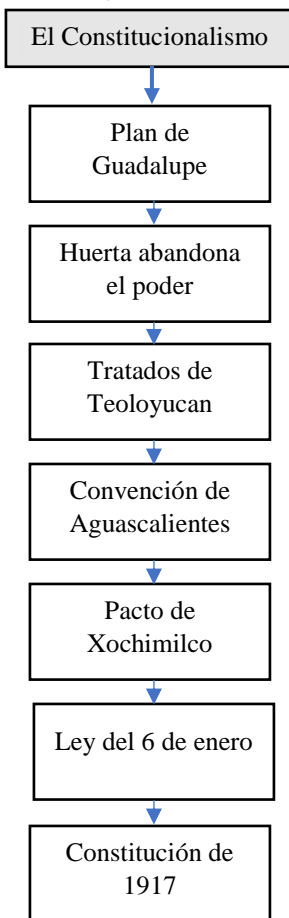 El Constitucionalismo
Plan de
Guadalupe
Huerta abandona
el poder
Tratados de
Teoloyucan
Convención de
Aguascalientes
Pacto de
Xochimilco
Ley del 6 de enero
Constitución de
1917